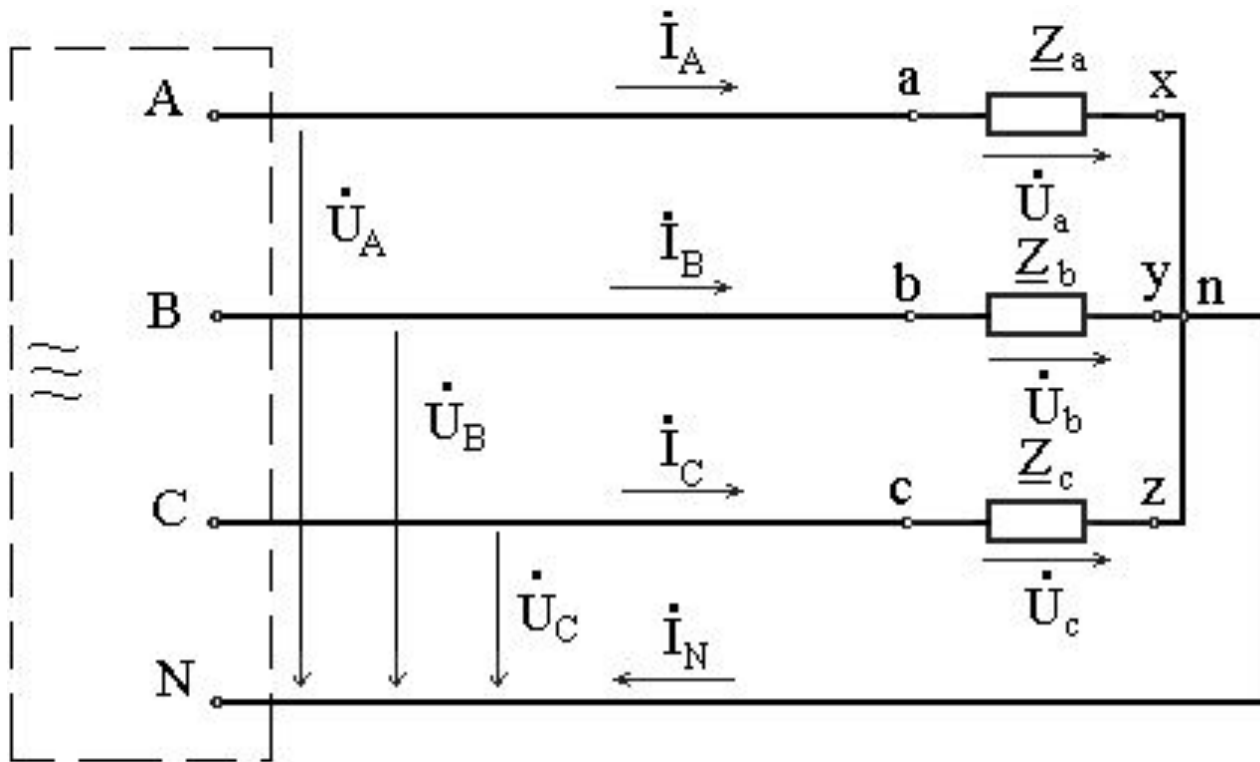 İ_A
Z_a
A
a
x
U̇_A
U̇_a
İ_B
Z_b
B
b
y
n
U̇_B
U̇_b
İ_C
Z_c
C
c
z
U̇_C
U̇_c
İ_N
N